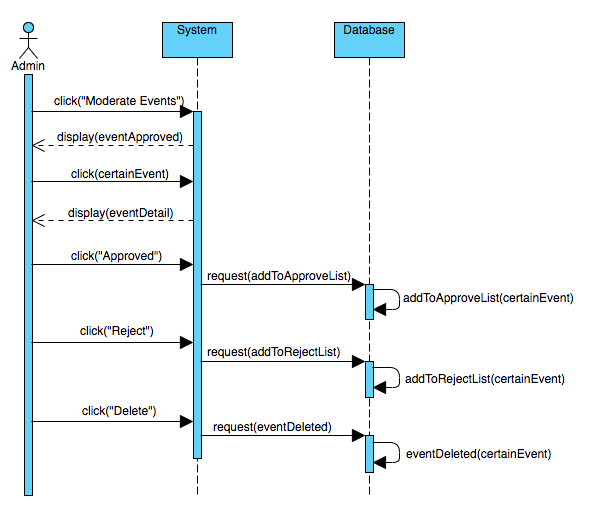 System
Database
Admin
click("Moderate Events")
display(eventApproved)
click(certainEvent)
display(eventDetail)
click("Approved")
request(addToApproveList)
addToApproveList(certainEvent)
click("Reject")
request(addToRejectList)
addToRejectList(certainEvent)
click("Delete")
request(eventDeleted)
eventDeleted(certainEvent)